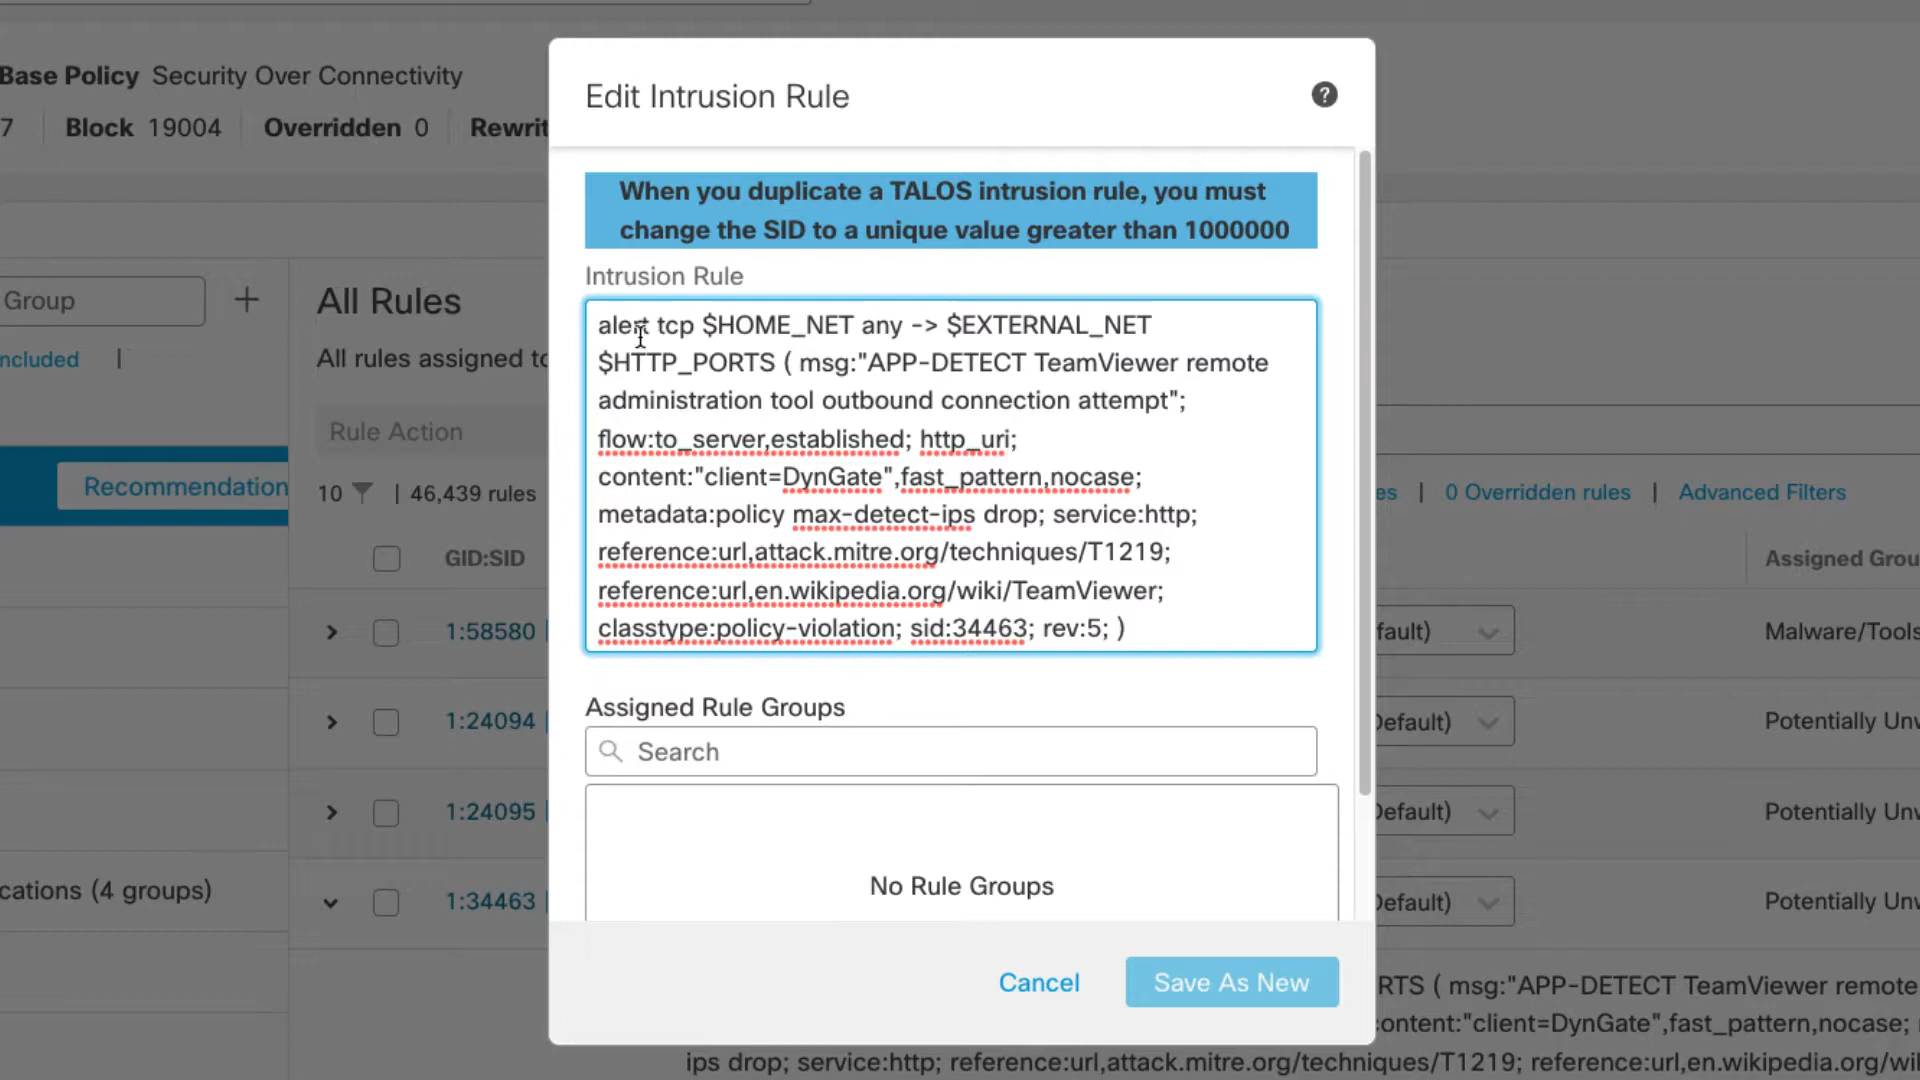 Base Policy Security Over Connectivity
7 Block 19004 Overridden 0 Rewrit
Group
All Rules
ncluded |
All rules assigned to
Rule Action
Recommendation
10 | 46,439 rules
es | 0 Overridden rules | Advanced Filters
GID:SID
Assigned Grou
1:58580
fault)
Malware/Tools
1:24094
Default)
Potentially Unw
1:24095
Default)
Potentially Unw
cations (4 groups)
1:34463
Default)
Potentially Unw
RTS ( msg:"APP-DETECT TeamViewer remote
content:"client=DynGate",fast_pattern,nocase;
ips drop; service:http; reference:url,attack.mitre.org/techniques/T1219; reference:url,en.wikipedia.org/wi
Edit Intrusion Rule
?
When you duplicate a TALOS intrusion rule, you must
change the SID to a unique value greater than 1000000
Intrusion Rule
alert tcp $HOME_NET any -> $EXTERNAL_NET
$HTTP_PORTS ( msg:"APP-DETECT TeamViewer remote
administration tool outbound connection attempt";
flow:to_server,established; http_uri;
content:"client=DynGate",fast_pattern,nocase;
metadata:policy max-detect-ips drop; service:http;
reference:url,attack.mitre.org/techniques/T1219;
reference:url,en.wikipedia.org/wiki/TeamViewer;
classtype:policy-violation; sid:34463; rev:5; )
Assigned Rule Groups
Search
No Rule Groups
Cancel
Save As New